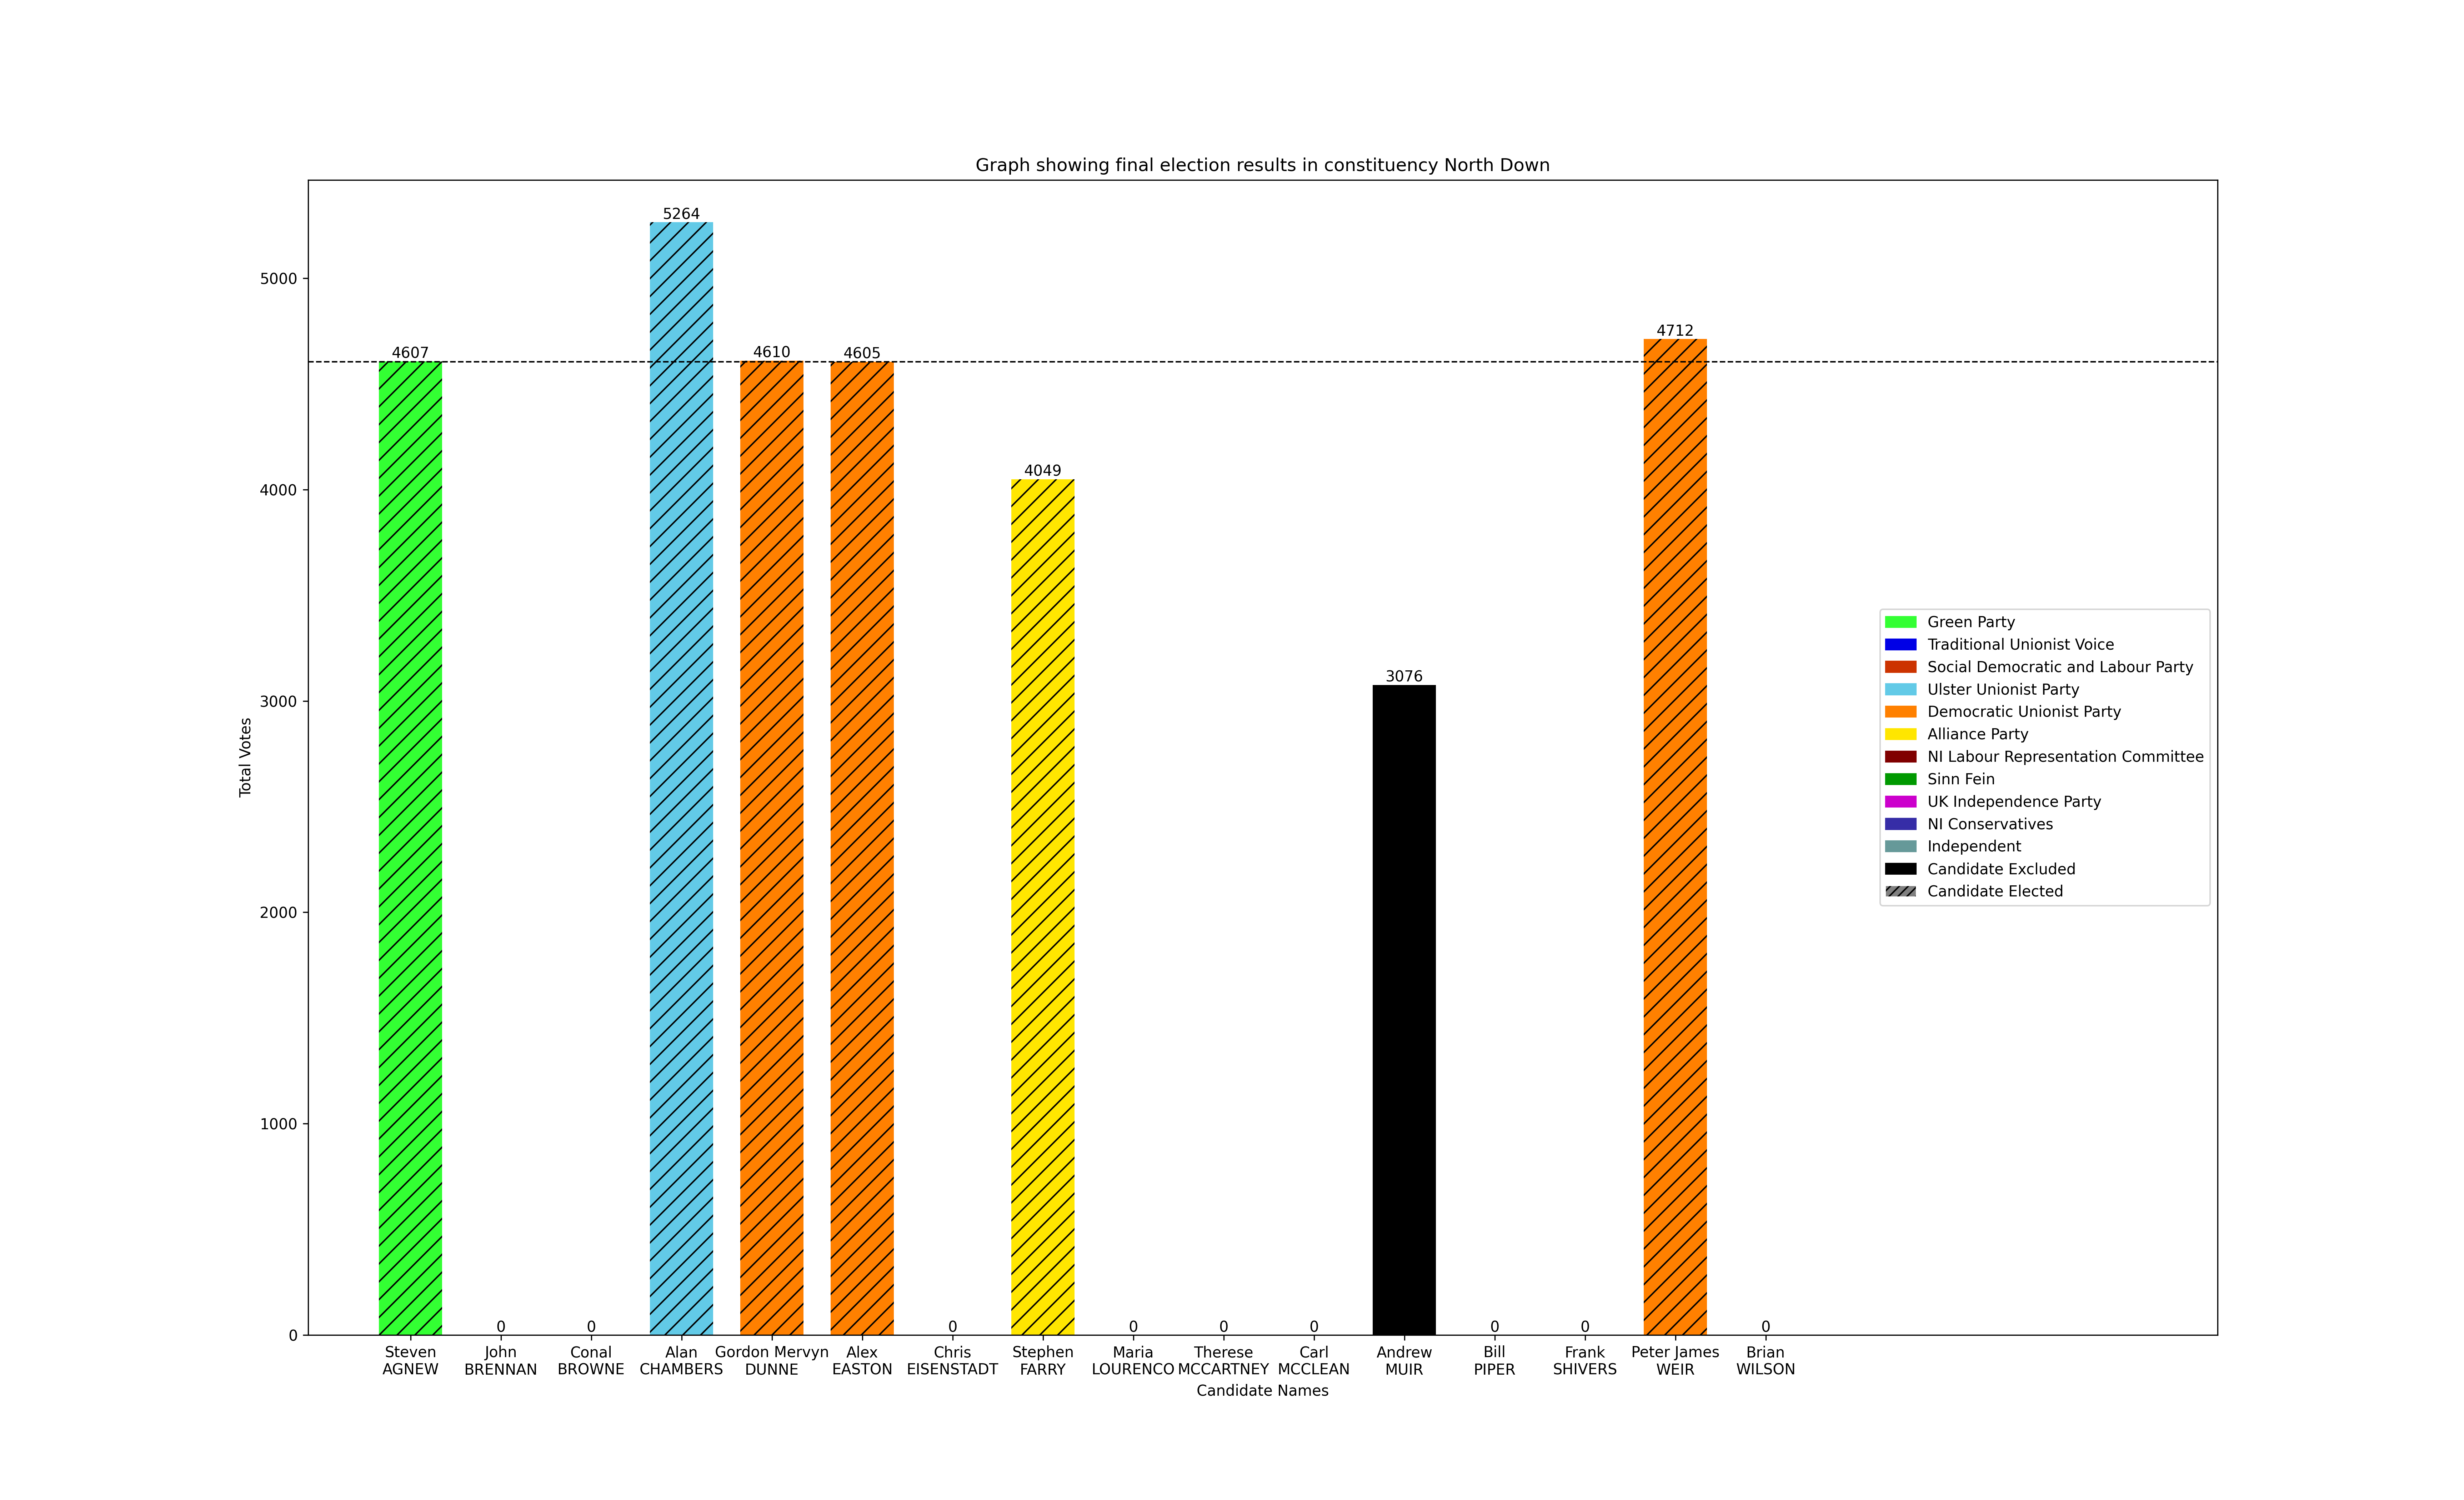 Graph showing final election results in constituency North Down
5264
5000
4712
4607
4610
4605
4049
4000
3076
3000
2000
1000
0
0
0
0
0
0
0
0
0
0
Total Votes
Green Party
Traditional Unionist Voice
Social Democratic and Labour Party
Ulster Unionist Party
Democratic Unionist Party
Alliance Party
NI Labour Representation Committee
Sinn Fein
UK Independence Party
NI Conservatives
Independent
Candidate Excluded
Candidate Elected
Steven
AGNEW
John
BRENNAN
Conal
BROWNE
Alan
CHAMBERS
Gordon Mervyn
DUNNE
Alex
EASTON
Chris
EISENSTADT
Stephen
FARRY
Maria
LOURENCO
Therese
MCCARTNEY
Carl
MCCLEAN
Andrew
MUIR
Bill
PIPER
Frank
SHIVERS
Peter James
WEIR
Brian
WILSON
Candidate Names